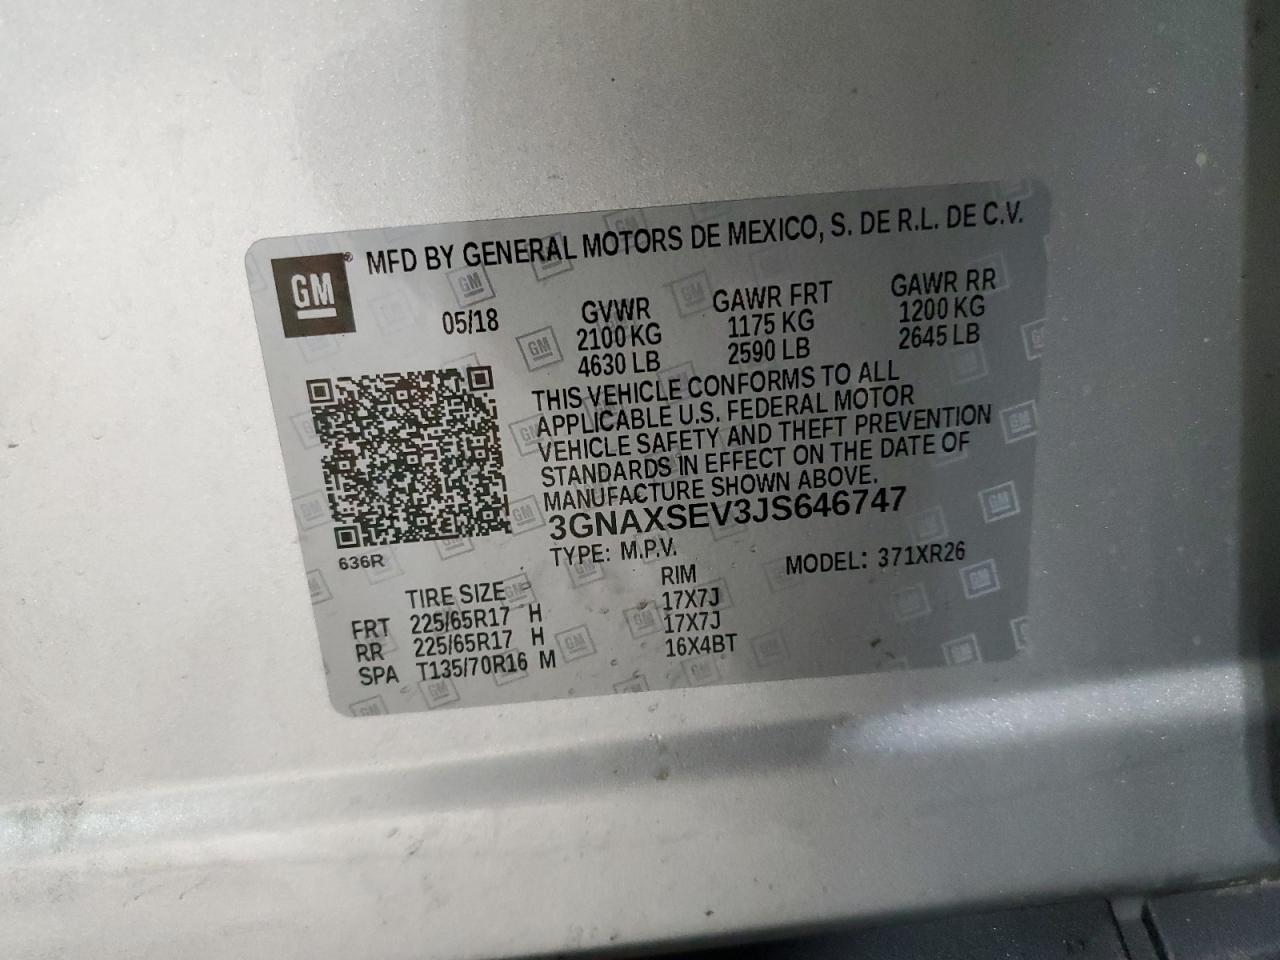 GM
MFD BY GENERAL MOTORS DE MEXICO, S. DE R.L. DE C.V.
05/18
GVWR GAWR FRT GAWR RR
2100 KG 1175 KG 1200 KG
4630 LB 2590 LB 2645 LB
THIS VEHICLE CONFORMS TO ALL
APPLICABLE U.S. FEDERAL MOTOR
VEHICLE SAFETY AND THEFT PREVENTION
STANDARDS IN EFFECT ON THE DATE OF
MANUFACTURE SHOWN ABOVE.
3GNAXSEV3JS646747
636R
TYPE: M.P.V. MODEL: 371XR26
TIRE SIZE RIM
FRT 225/65R17 H 17X7J
RR 225/65R17 H 17X7J
SPA T135/70R16 M 16X4BT